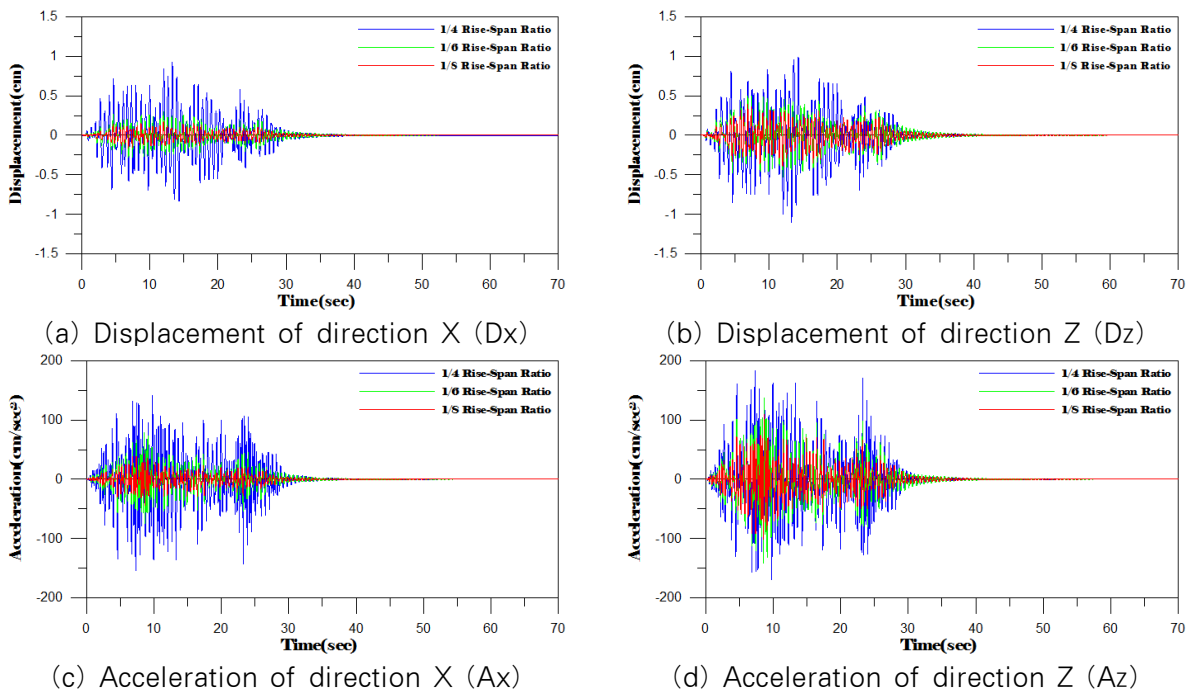 1.5
1
0.5
0
-0.5
-1
-1.5
Displacement(cm)
1/4 Rise-Span Ratio
1/6 Rise-Span Ratio
1/8 Rise-Span Ratio
0 10 20 30 40 50 60 70
Time(sec)
(a) Displacement of direction X (Dx)
1.5
1
0.5
0
-0.5
-1
-1.5
Displacement(cm)
1/4 Rise-Span Ratio
1/6 Rise-Span Ratio
1/8 Rise-Span Ratio
0 10 20 30 40 50 60 70
Time(sec)
(b) Displacement of direction Z (Dz)
200
100
0
-100
-200
Acceleration(cm/sec²)
1/4 Rise-Span Ratio
1/6 Rise-Span Ratio
1/8 Rise-Span Ratio
0 10 20 30 40 50 60 70
Time(sec)
(c) Acceleration of direction X (Ax)
200
100
0
-100
-200
Acceleration(cm/sec²)
1/4 Rise-Span Ratio
1/6 Rise-Span Ratio
1/8 Rise-Span Ratio
0 10 20 30 40 50 60 70
Time(sec)
(d) Acceleration of direction Z (Az)